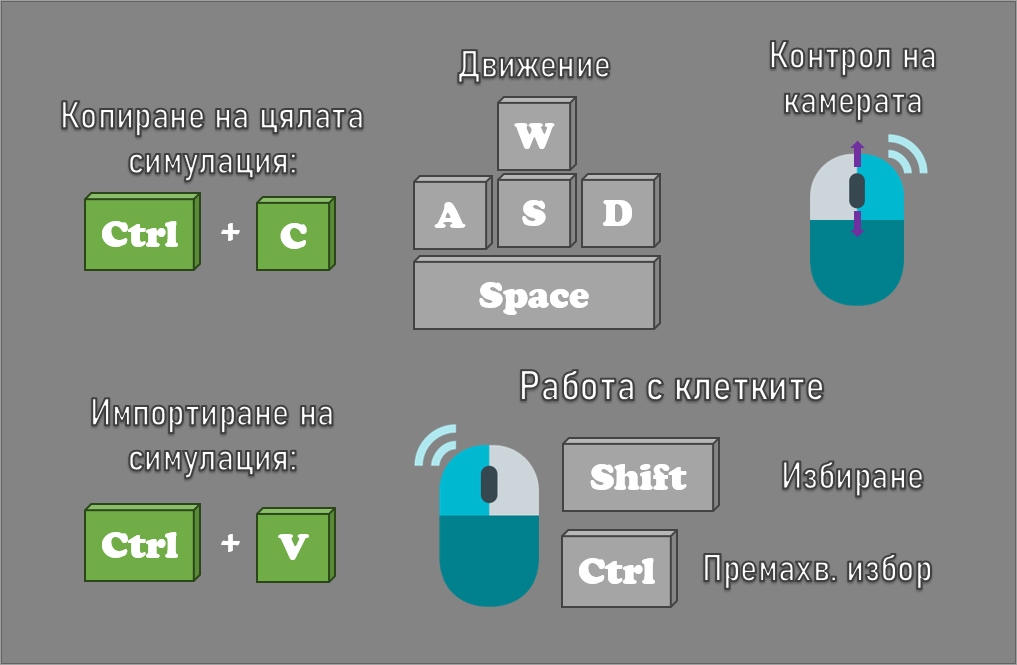 Копиране на цялата
симулация:
Ctrl + C
Движение
W
A S D
Space
Контрол на
камерата
Импортиране на
симулация:
Ctrl + V
Работа с клетките
Shift Избиране
Ctrl Премахв. избор